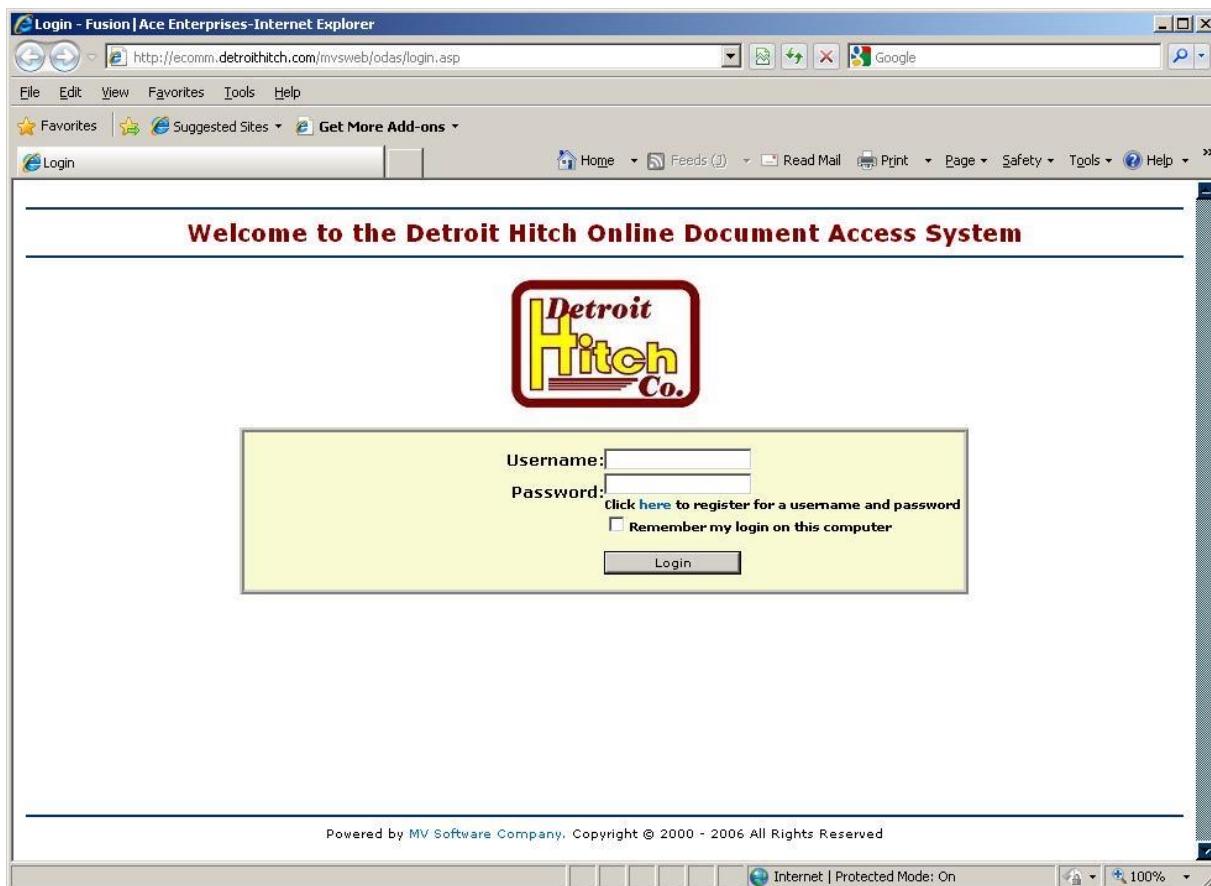 Login - Fusion|Ace Enterprises-Internet Explorer
http://ecomm.detroithitch.com/mvsweb/odas/login.asp Google
File Edit View Favorites Tools Help
Favorites Suggested Sites Get More Add-ons
Login Home Feeds (J) Read Mail Print Page Safety Tools Help »
Welcome to the Detroit Hitch Online Document Access System
Detroit
Hitch
Co.
Username:
Password:
Click here to register for a username and password
Remember my login on this computer
Login
Powered by MV Software Company. Copyright © 2000 - 2006 All Rights Reserved
Internet | Protected Mode: On 100%